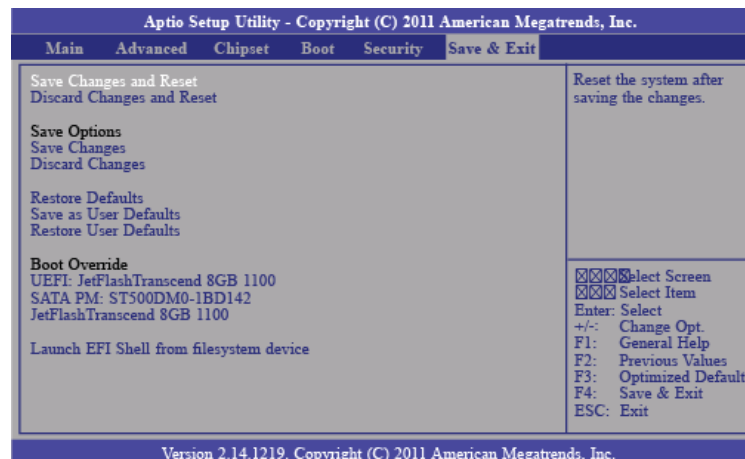 Aptio Setup Utility - Copyright (C) 2011 American Megatrends, Inc.
Main Advanced Chipset Boot Security Save & Exit
Save Changes and Reset
Discard Changes and Reset
Save Options
Save Changes
Discard Changes
Restore Defaults
Save as User Defaults
Restore User Defaults
Boot Override
UEFI: JetFlashTranscend 8GB 1100
SATA PM: ST500DM0-1BD142
JetFlashTranscend 8GB 1100
Launch EFI Shell from filesystem device
Reset the system after
saving the changes.
Select Screen
Select Item
Enter: Select
+/-: Change Opt.
F1: General Help
F2: Previous Values
F3: Optimized Default
F4: Save & Exit
ESC: Exit
Version 2.14.1219. Copyright (C) 2011 American Megatrends, Inc.